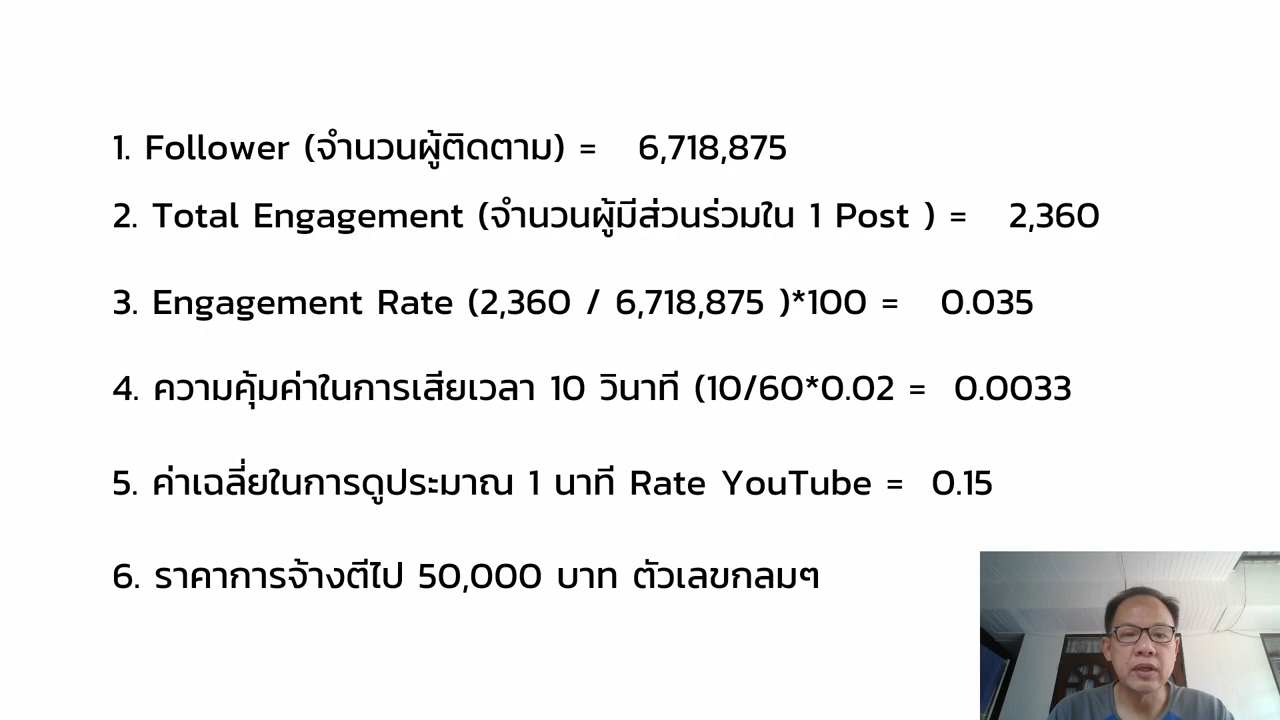 1. Follower (จำนวนผู้ติดตาม) = 6,718,875
2. Total Engagement (จำนวนผู้มีส่วนร่วมใน 1 Post ) = 2,360
3. Engagement Rate (2,360 / 6,718,875 )*100 = 0.035
4. ความคุ้มค่าในการเสียเวลา 10 วินาที (10/60*0.02 = 0.0033
5. ค่าเฉลี่ยในการดูประมาณ 1 นาที Rate YouTube = 0.15
6. ราคาการจ้างตีไป 50,000 บาท ตัวเลขกลมๆ